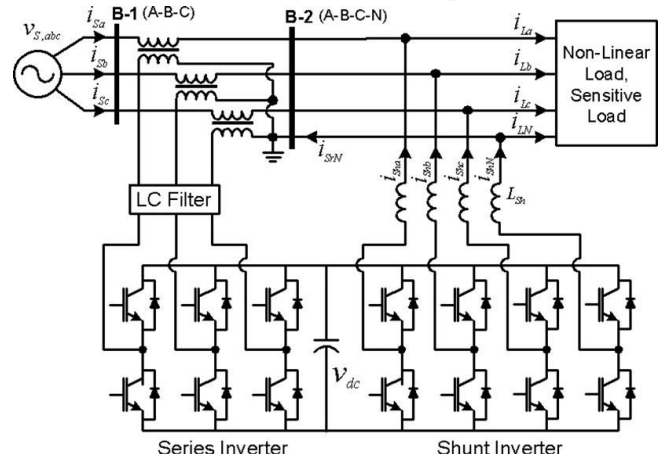 B-1 (A-B-C)
B-2 (A-B-C-N)
v_{S,abc}
i_{Sa}
i_{Sb}
i_{Sc}
i_{La}
i_{Lb}
i_{Lc}
i_{LN}
Non-Linear
Load,
Sensitive
Load
i_{SrN}
i_{Sha}
i_{Shb}
i_{Shc}
i_{ShN}
L_{Sh}
LC Filter
v_{dc}
Series Inverter
Shunt Inverter